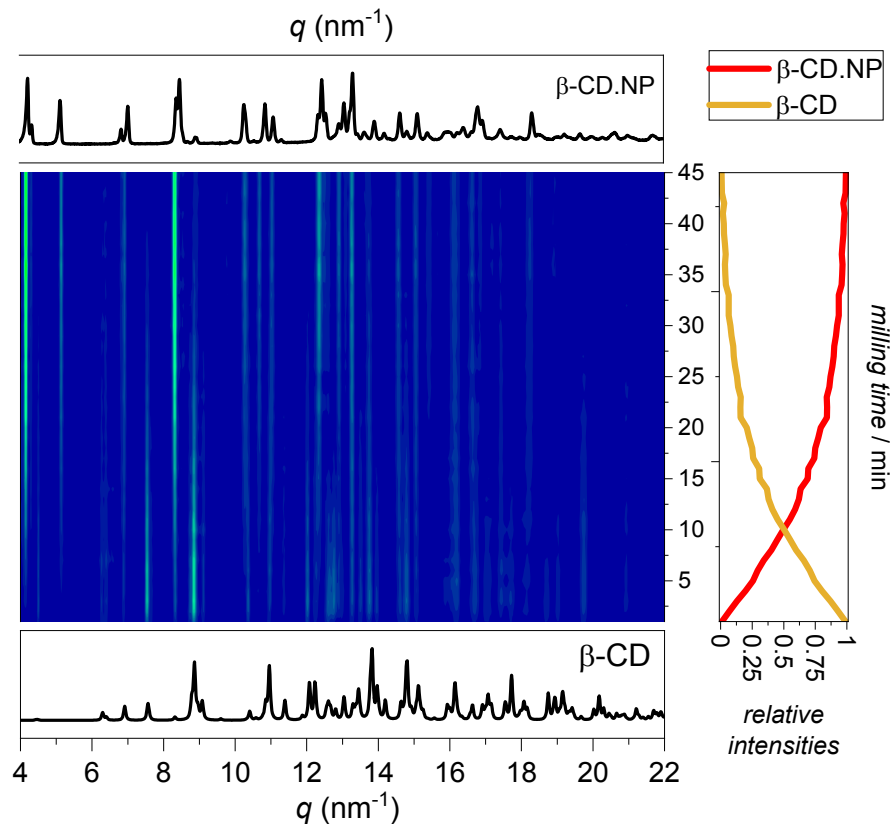 q (nm⁻¹)
β-CD.NP
β-CD.NP
β-CD
45
40
35
30
25
20
15
10
5
milling time / min
β-CD
0
0.25
0.5
0.75
1
relative
intensities
4
6
8
10
12
14
16
18
20
22
q (nm⁻¹)